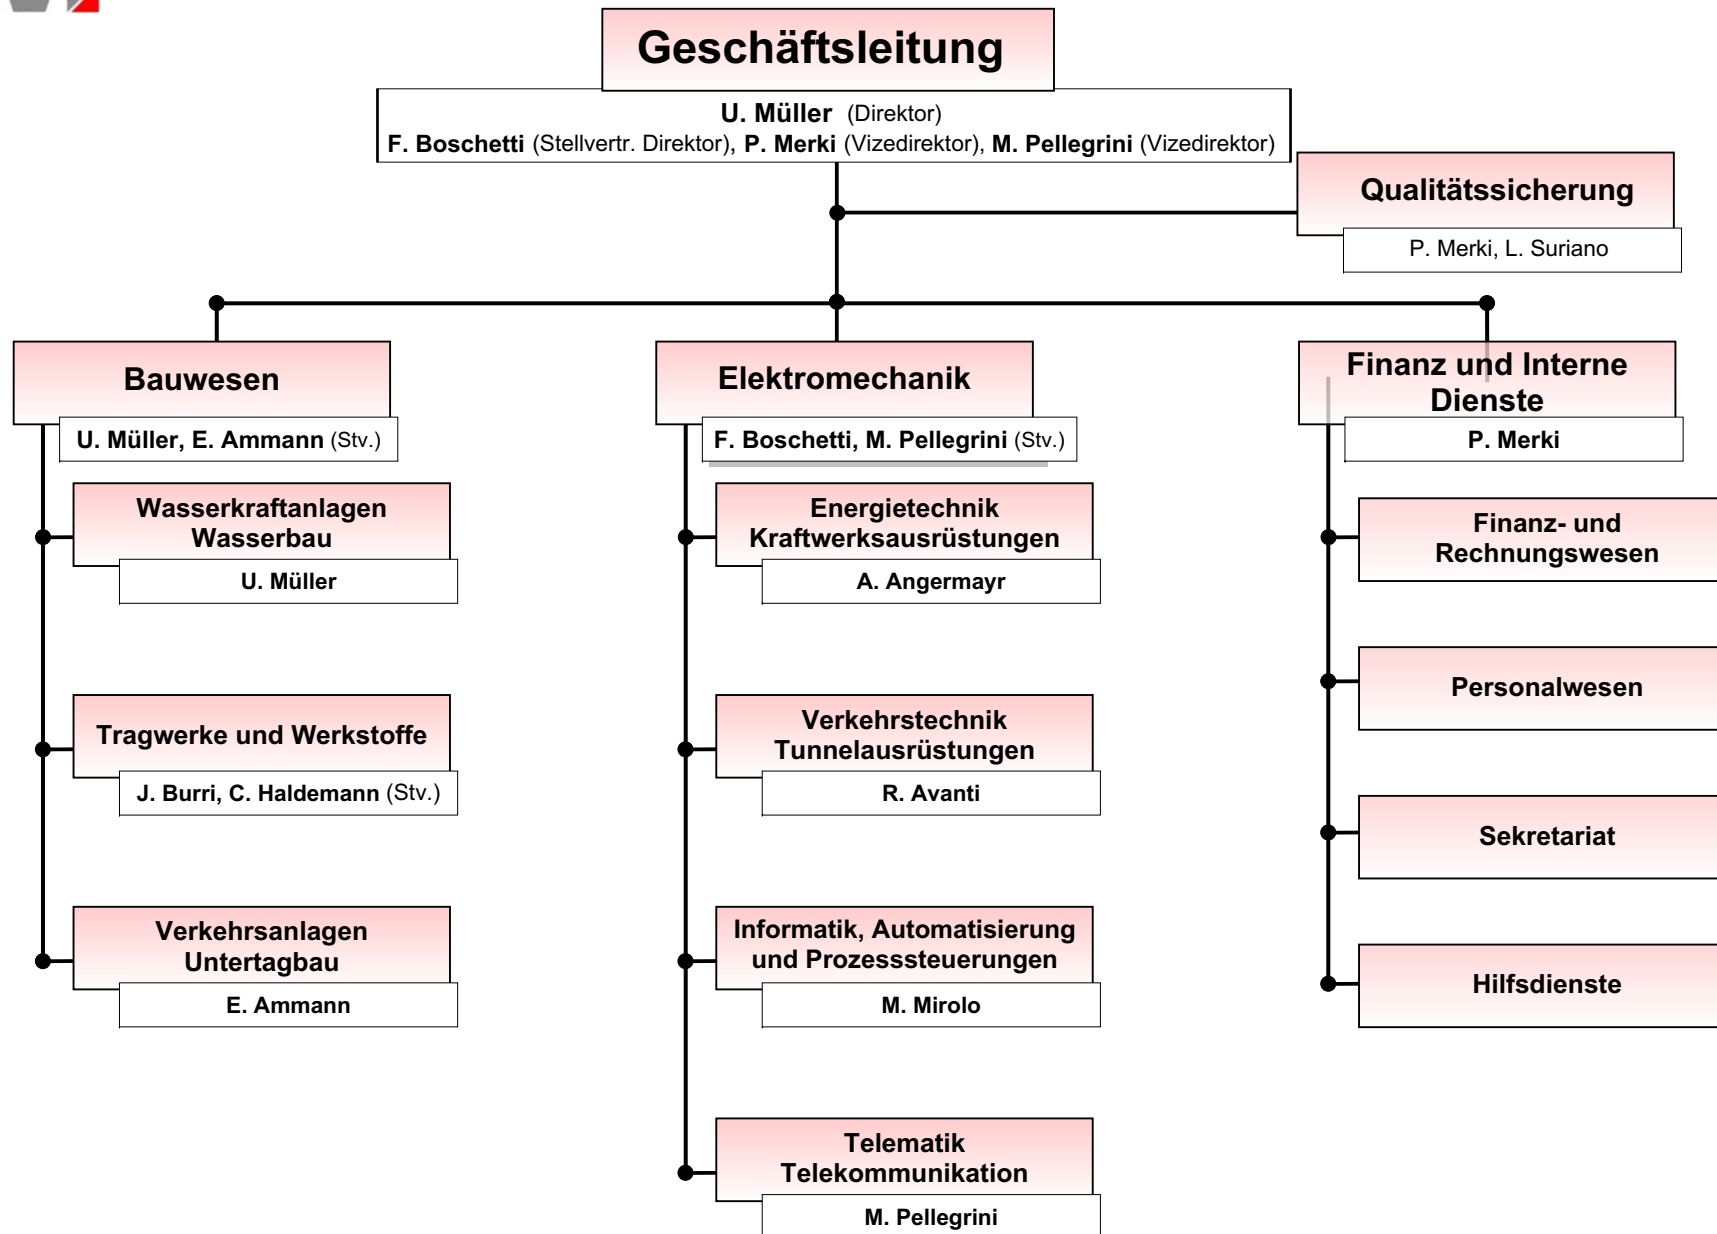 Geschäftsleitung
U. Müller (Direktor)
F. Boschetti (Stellvertr. Direktor), P. Merki (Vizedirektor), M. Pellegrini (Vizedirektor)
Qualitätssicherung
P. Merki, L. Suriano
Bauwesen
U. Müller, E. Ammann (Stv.)
Wasserkraftanlagen
Wasserbau
U. Müller
Tragwerke und Werkstoffe
J. Burri, C. Haldemann (Stv.)
Verkehrsanlagen
Untertagbau
E. Ammann
Elektromechanik
F. Boschetti, M. Pellegrini (Stv.)
Energietechnik
Kraftwerksausrüstungen
A. Angermayr
Verkehrstechnik
Tunnelausrüstungen
R. Avanti
Informatik, Automatisierung
und Prozesssteuerungen
M. Mirolo
Telematik
Telekommunikation
M. Pellegrini
Finanz und Interne
Dienste
P. Merki
Finanz- und
Rechnungswesen
Personalwesen
Sekretariat
Hilfsdienste